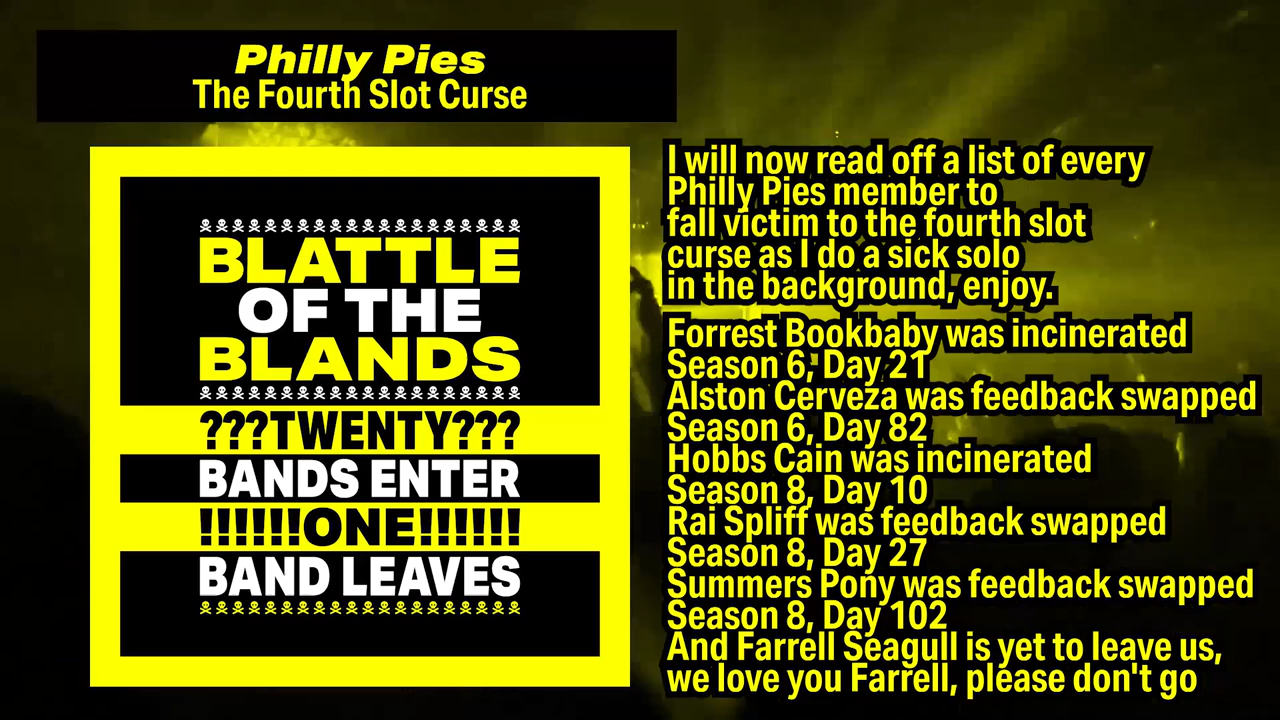 Philly Pies
The Fourth Slot Curse
BLATTLE
OF THE
BLANDS
???TWENTY???
BANDS ENTER
!!!!!!ONE!!!!!!
BAND LEAVES
I will now read off a list of every
Philly Pies member to
fall victim to the fourth slot
curse as I do a sick solo
in the background, enjoy.
Forrest Bookbaby was incinerated
Season 6, Day 21
Alston Cerveza was feedback swapped
Season 6, Day 82
Hobbs Cain was incinerated
Season 8, Day 10
Rai Spliff was feedback swapped
Season 8, Day 27
Summers Pony was feedback swapped
Season 8, Day 102
And Farrell Seagull is yet to leave us,
we love you Farrell, please don't go